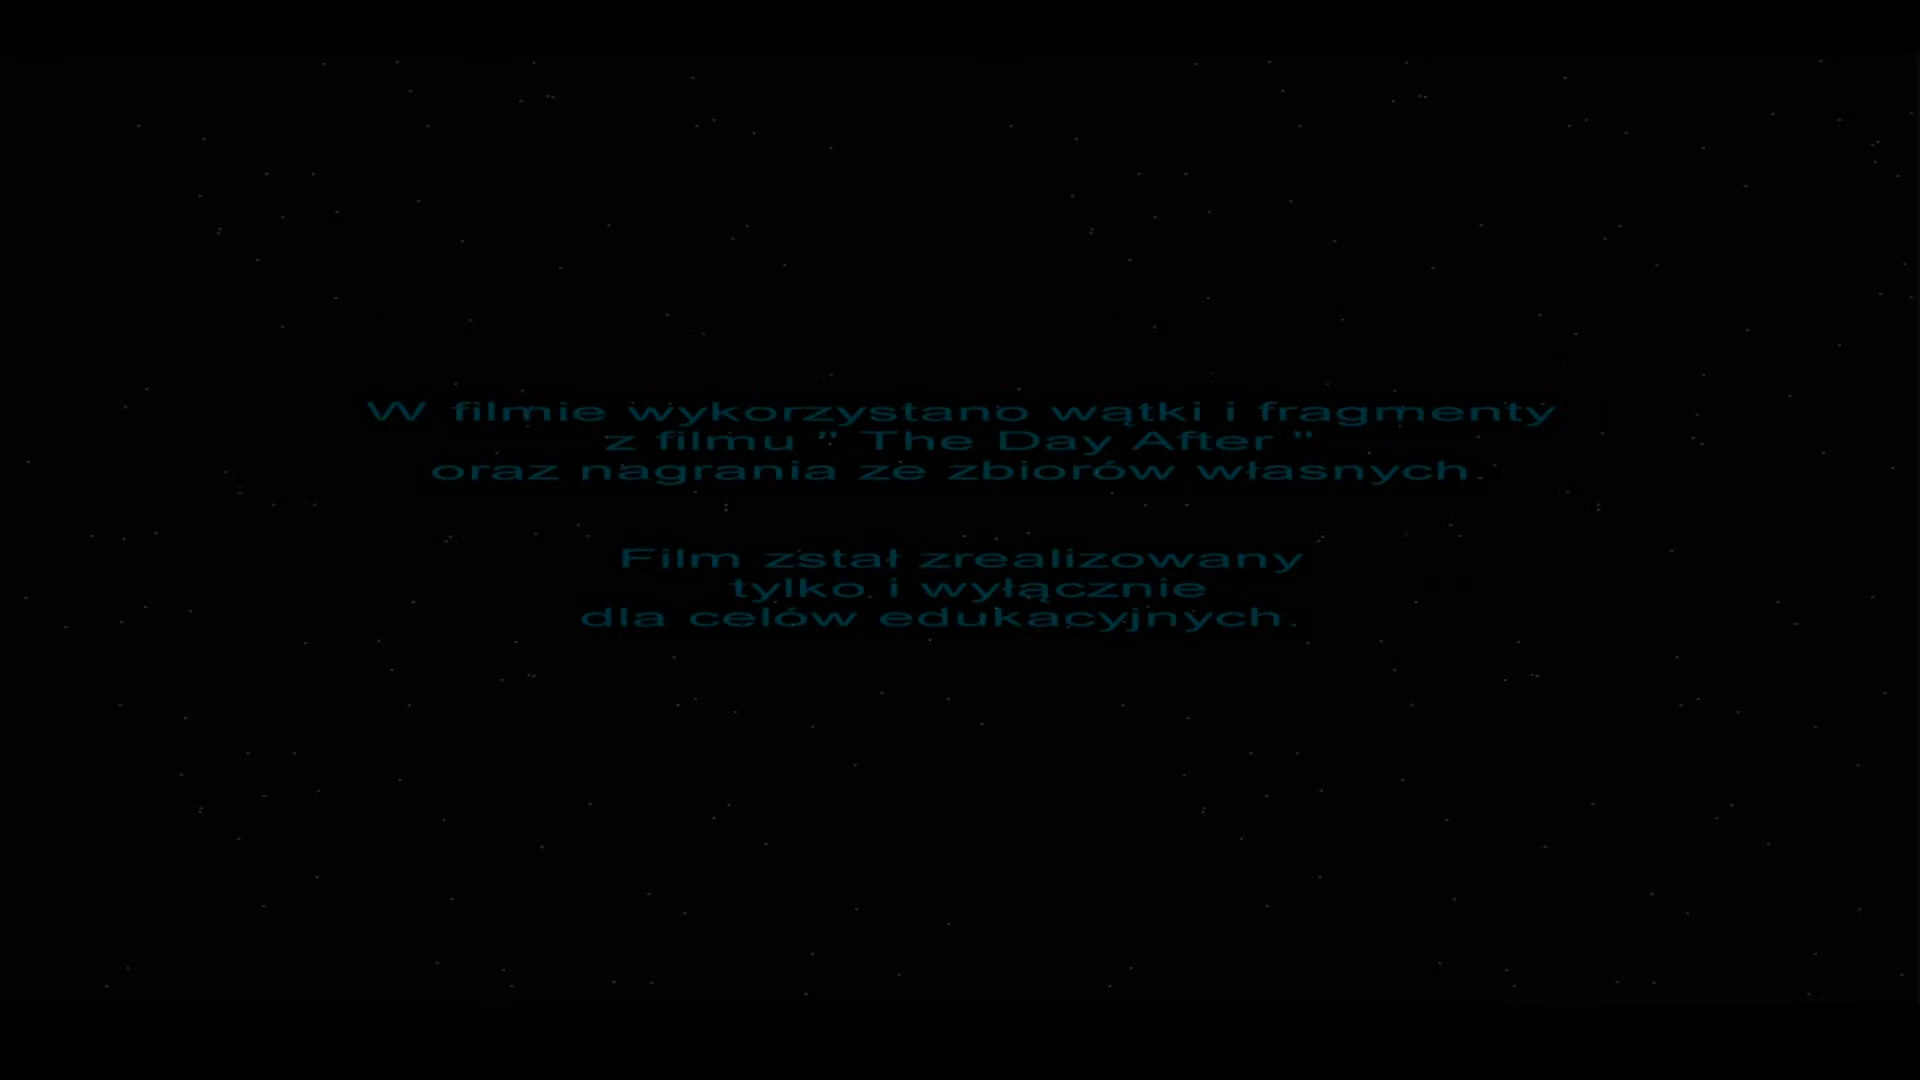 W filmie wykorzystano wątki i fragmenty
z filmu " The Day After "
oraz nagrania ze zbiorów własnych.
Film zstał zrealizowany
tylko i wyłącznie
dla celów edukacyjnych.